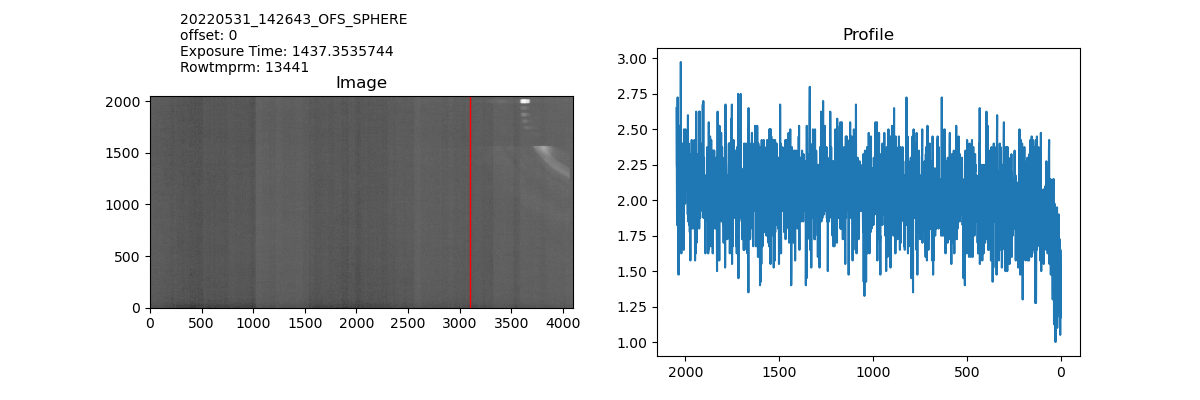 20220531_142643_OFS_SPHERE
offset: 0
Exposure Time: 1437.3535744
Rowtmprm: 13441
Image
2000
1500
1000
500
0
0 500 1000 1500 2000 2500 3000 3500 4000
Profile
3.00
2.75
2.50
2.25
2.00
1.75
1.50
1.25
1.00
2000 1500 1000 500 0